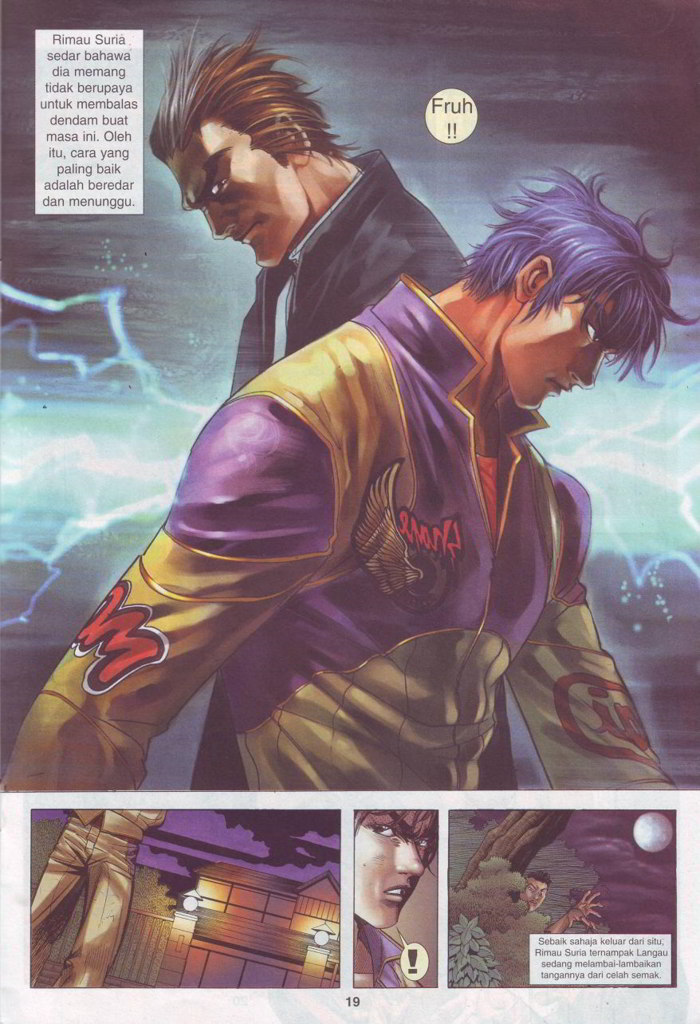 Rimau Suria
sedar bahawa
dia memang
tidak berupaya
untuk membalas
dendam buat
masa ini. Oleh
itu, cara yang
paling baik
adalah beredar
dan menunggu.
Fruh
!!
!
Sebaik sahaja keluar dari situ,
Rimau Suria ternampak Langau
sedang melambai-lambaikan
tangannya dari celah semak.
19